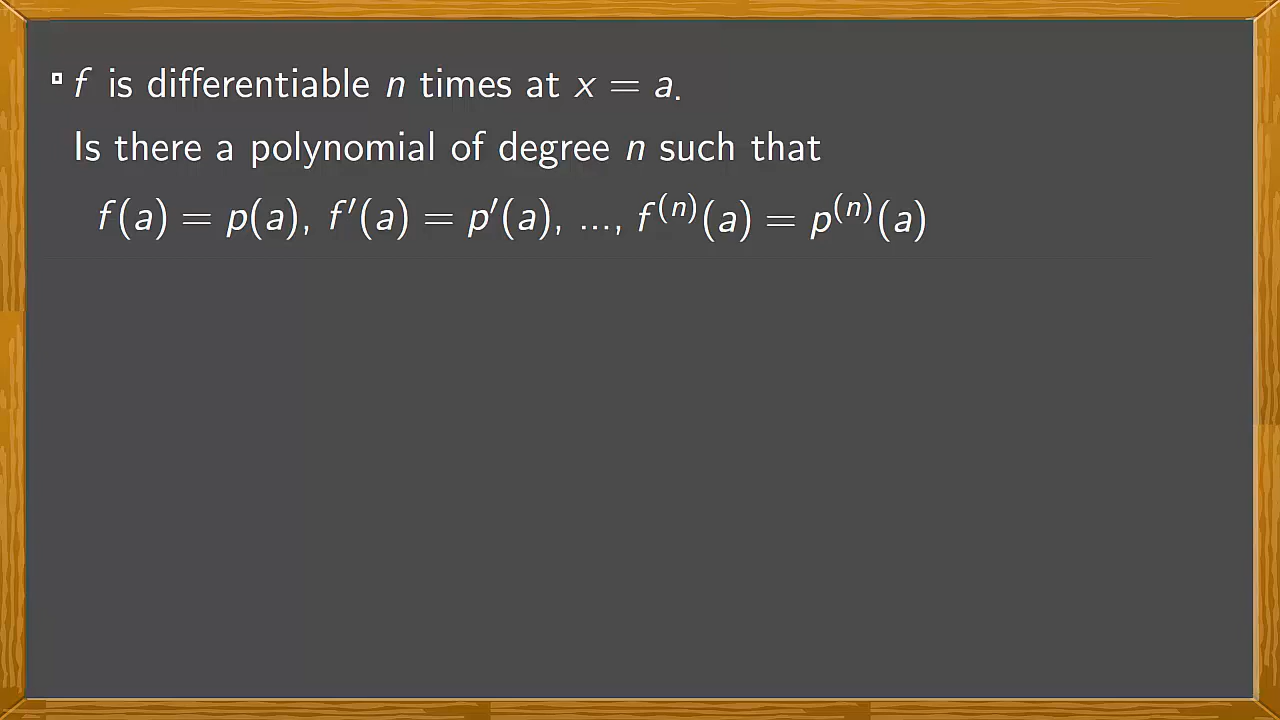 ▫ f is differentiable n times at x = a.
Is there a polynomial of degree n such that
f(a) = p(a), f′(a) = p′(a), ..., f⁽ⁿ⁾(a) = p⁽ⁿ⁾(a)